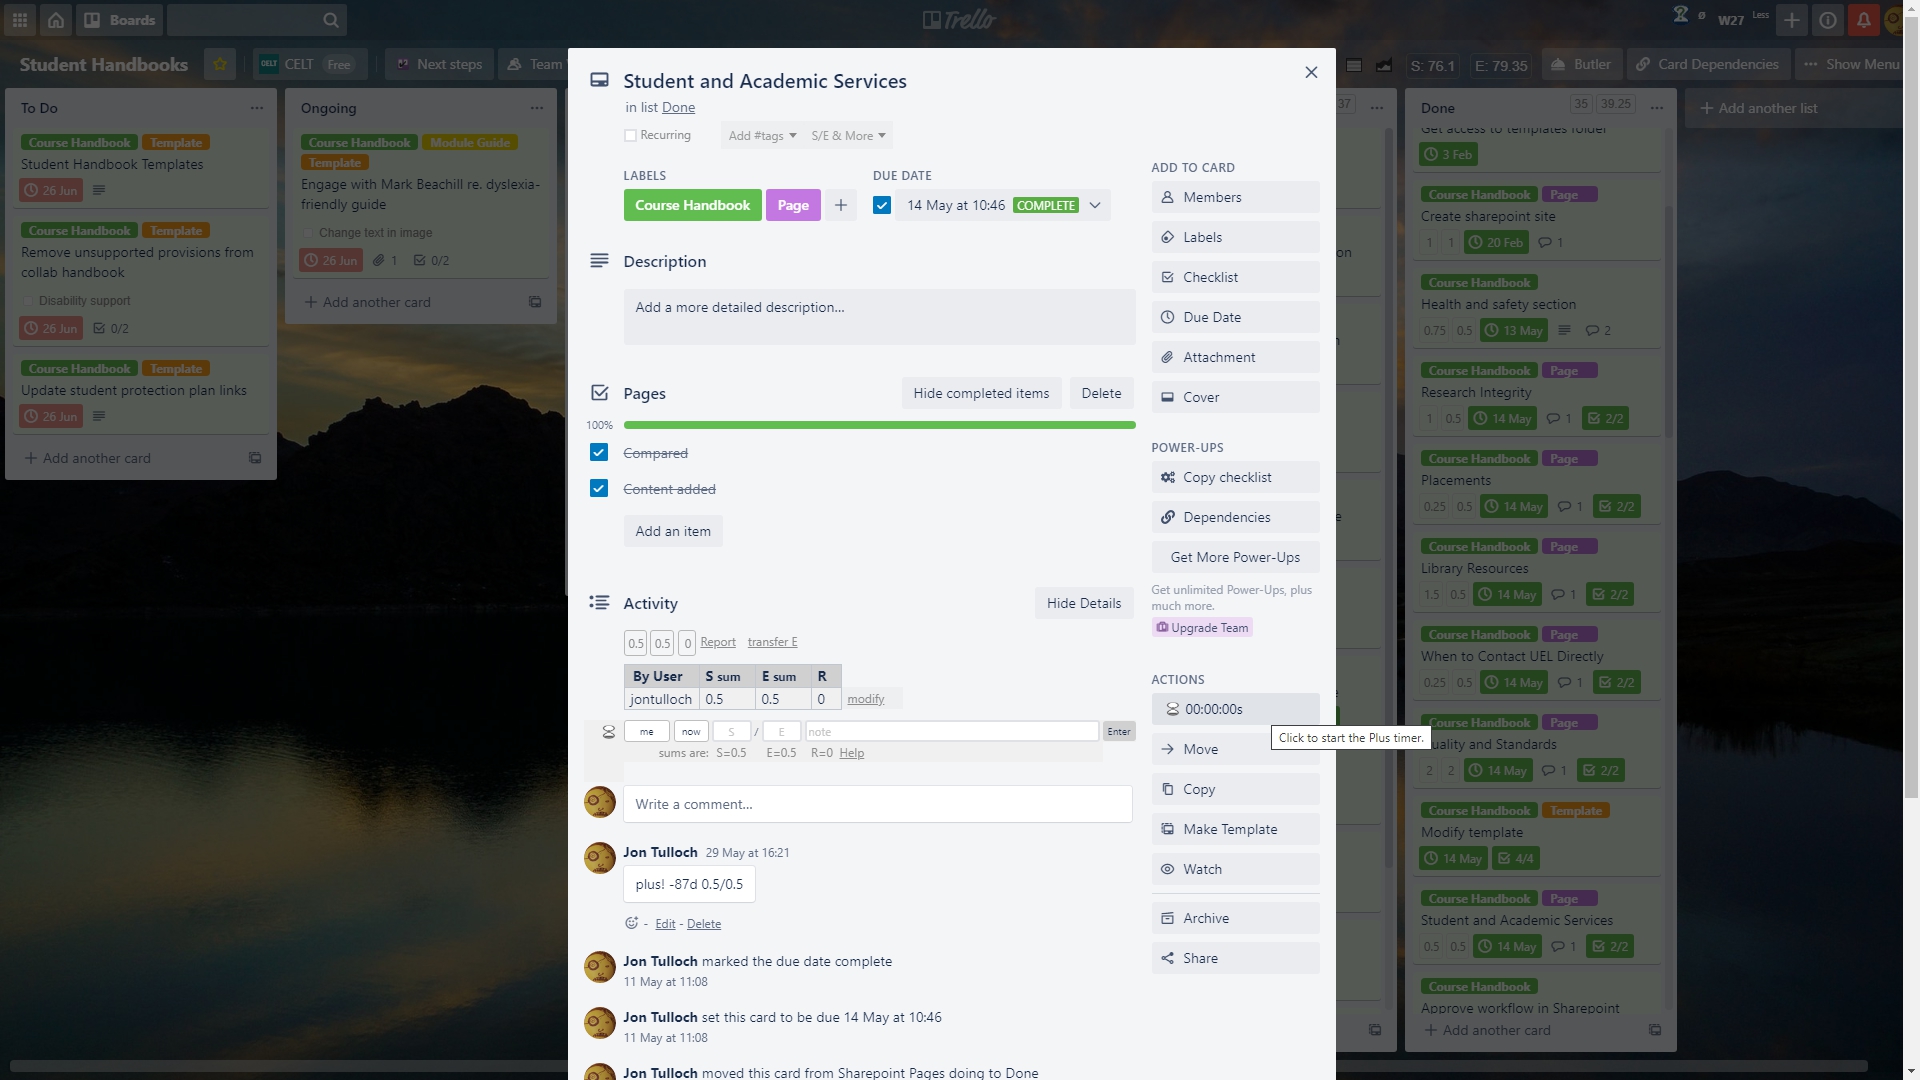 Boards
Trello
W27
Less
Student Handbooks
CELT
CELT
Free
Next steps
Team
S: 76.1
E: 79.35
Butler
Card Dependencies
Show Menu
To Do
Course Handbook
Template
Student Handbook Templates
26 Jun
Course Handbook
Template
Remove unsupported provisions from
collab handbook
Disability support
26 Jun
0/2
Course Handbook
Template
Update student protection plan links
26 Jun
Add another card
Ongoing
Course Handbook
Module Guide
Template
Engage with Mark Beachill re. dyslexia-
friendly guide
Change text in image
26 Jun
1
0/2
Add another card
Student and Academic Services
in list Done
Recurring
Add #tags
S/E & More
LABELS
Course Handbook
Page
DUE DATE
14 May at 10:46 COMPLETE
Description
Add a more detailed description...
Pages
Hide completed items
Delete
100%
Compared
Content added
Add an item
Activity
Hide Details
0.5 0.5 0 Report transfer E
By User S sum E sum R
jontulloch 0.5 0.5 0 modify
me now S / E note Enter
sums are: S=0.5 E=0.5 R=0 Help
Write a comment...
Jon Tulloch 29 May at 16:21
plus! -87d 0.5/0.5
- Edit - Delete
Jon Tulloch marked the due date complete
11 May at 11:08
Jon Tulloch set this card to be due 14 May at 10:46
11 May at 11:08
Jon Tulloch moved this card from Sharepoint Pages doing to Done
ADD TO CARD
Members
Labels
Checklist
Due Date
Attachment
Cover
POWER-UPS
Copy checklist
Dependencies
Get More Power-Ups
Get unlimited Power-Ups, plus
much more.
Upgrade Team
ACTIONS
00:00:00s
Click to start the Plus timer.
Move
Copy
Make Template
Watch
Archive
Share
37
on
e
Done
35 39.25
Get access to templates folder
3 Feb
Course Handbook
Page
Create sharepoint site
1 1 20 Feb 1
Course Handbook
Health and safety section
0.75 0.5 13 May 2
Course Handbook
Page
Research Integrity
1 0.5 14 May 1 2/2
Course Handbook
Page
Placements
0.25 0.5 14 May 1 2/2
Course Handbook
Page
Library Resources
1.5 0.5 14 May 1 2/2
Course Handbook
Page
When to Contact UEL Directly
0.25 0.5 14 May 1 2/2
Course Handbook
Page
uality and Standards
2 2 14 May 1 2/2
Course Handbook
Template
Modify template
14 May 4/4
Course Handbook
Page
Student and Academic Services
0.5 0.5 14 May 1 2/2
Course Handbook
Approve workflow in Sharepoint
Add another card
Add another list